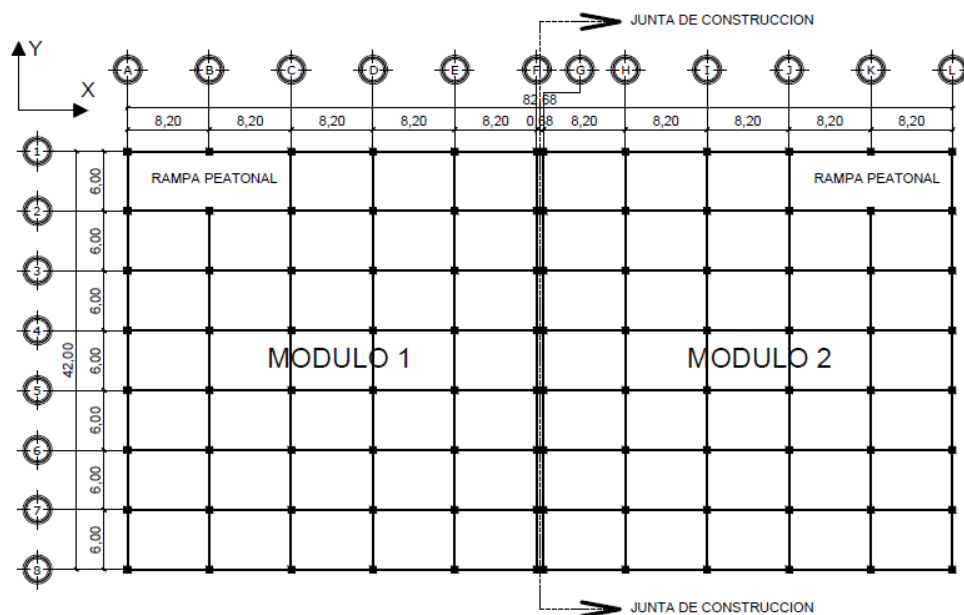 JUNTA DE CONSTRUCCION
Y
X
A B C D E F G H I J K L
82,68
8,20 8,20 8,20 8,20 8,20 0,68 8,20 8,20 8,20 8,20 8,20
1
RAMPA PEATONAL RAMPA PEATONAL
6,00
2
6,00
3
6,00
4
42,00
6,00
MODULO 1 MODULO 2
5
6,00
6
6,00
7
6,00
8
JUNTA DE CONSTRUCCION